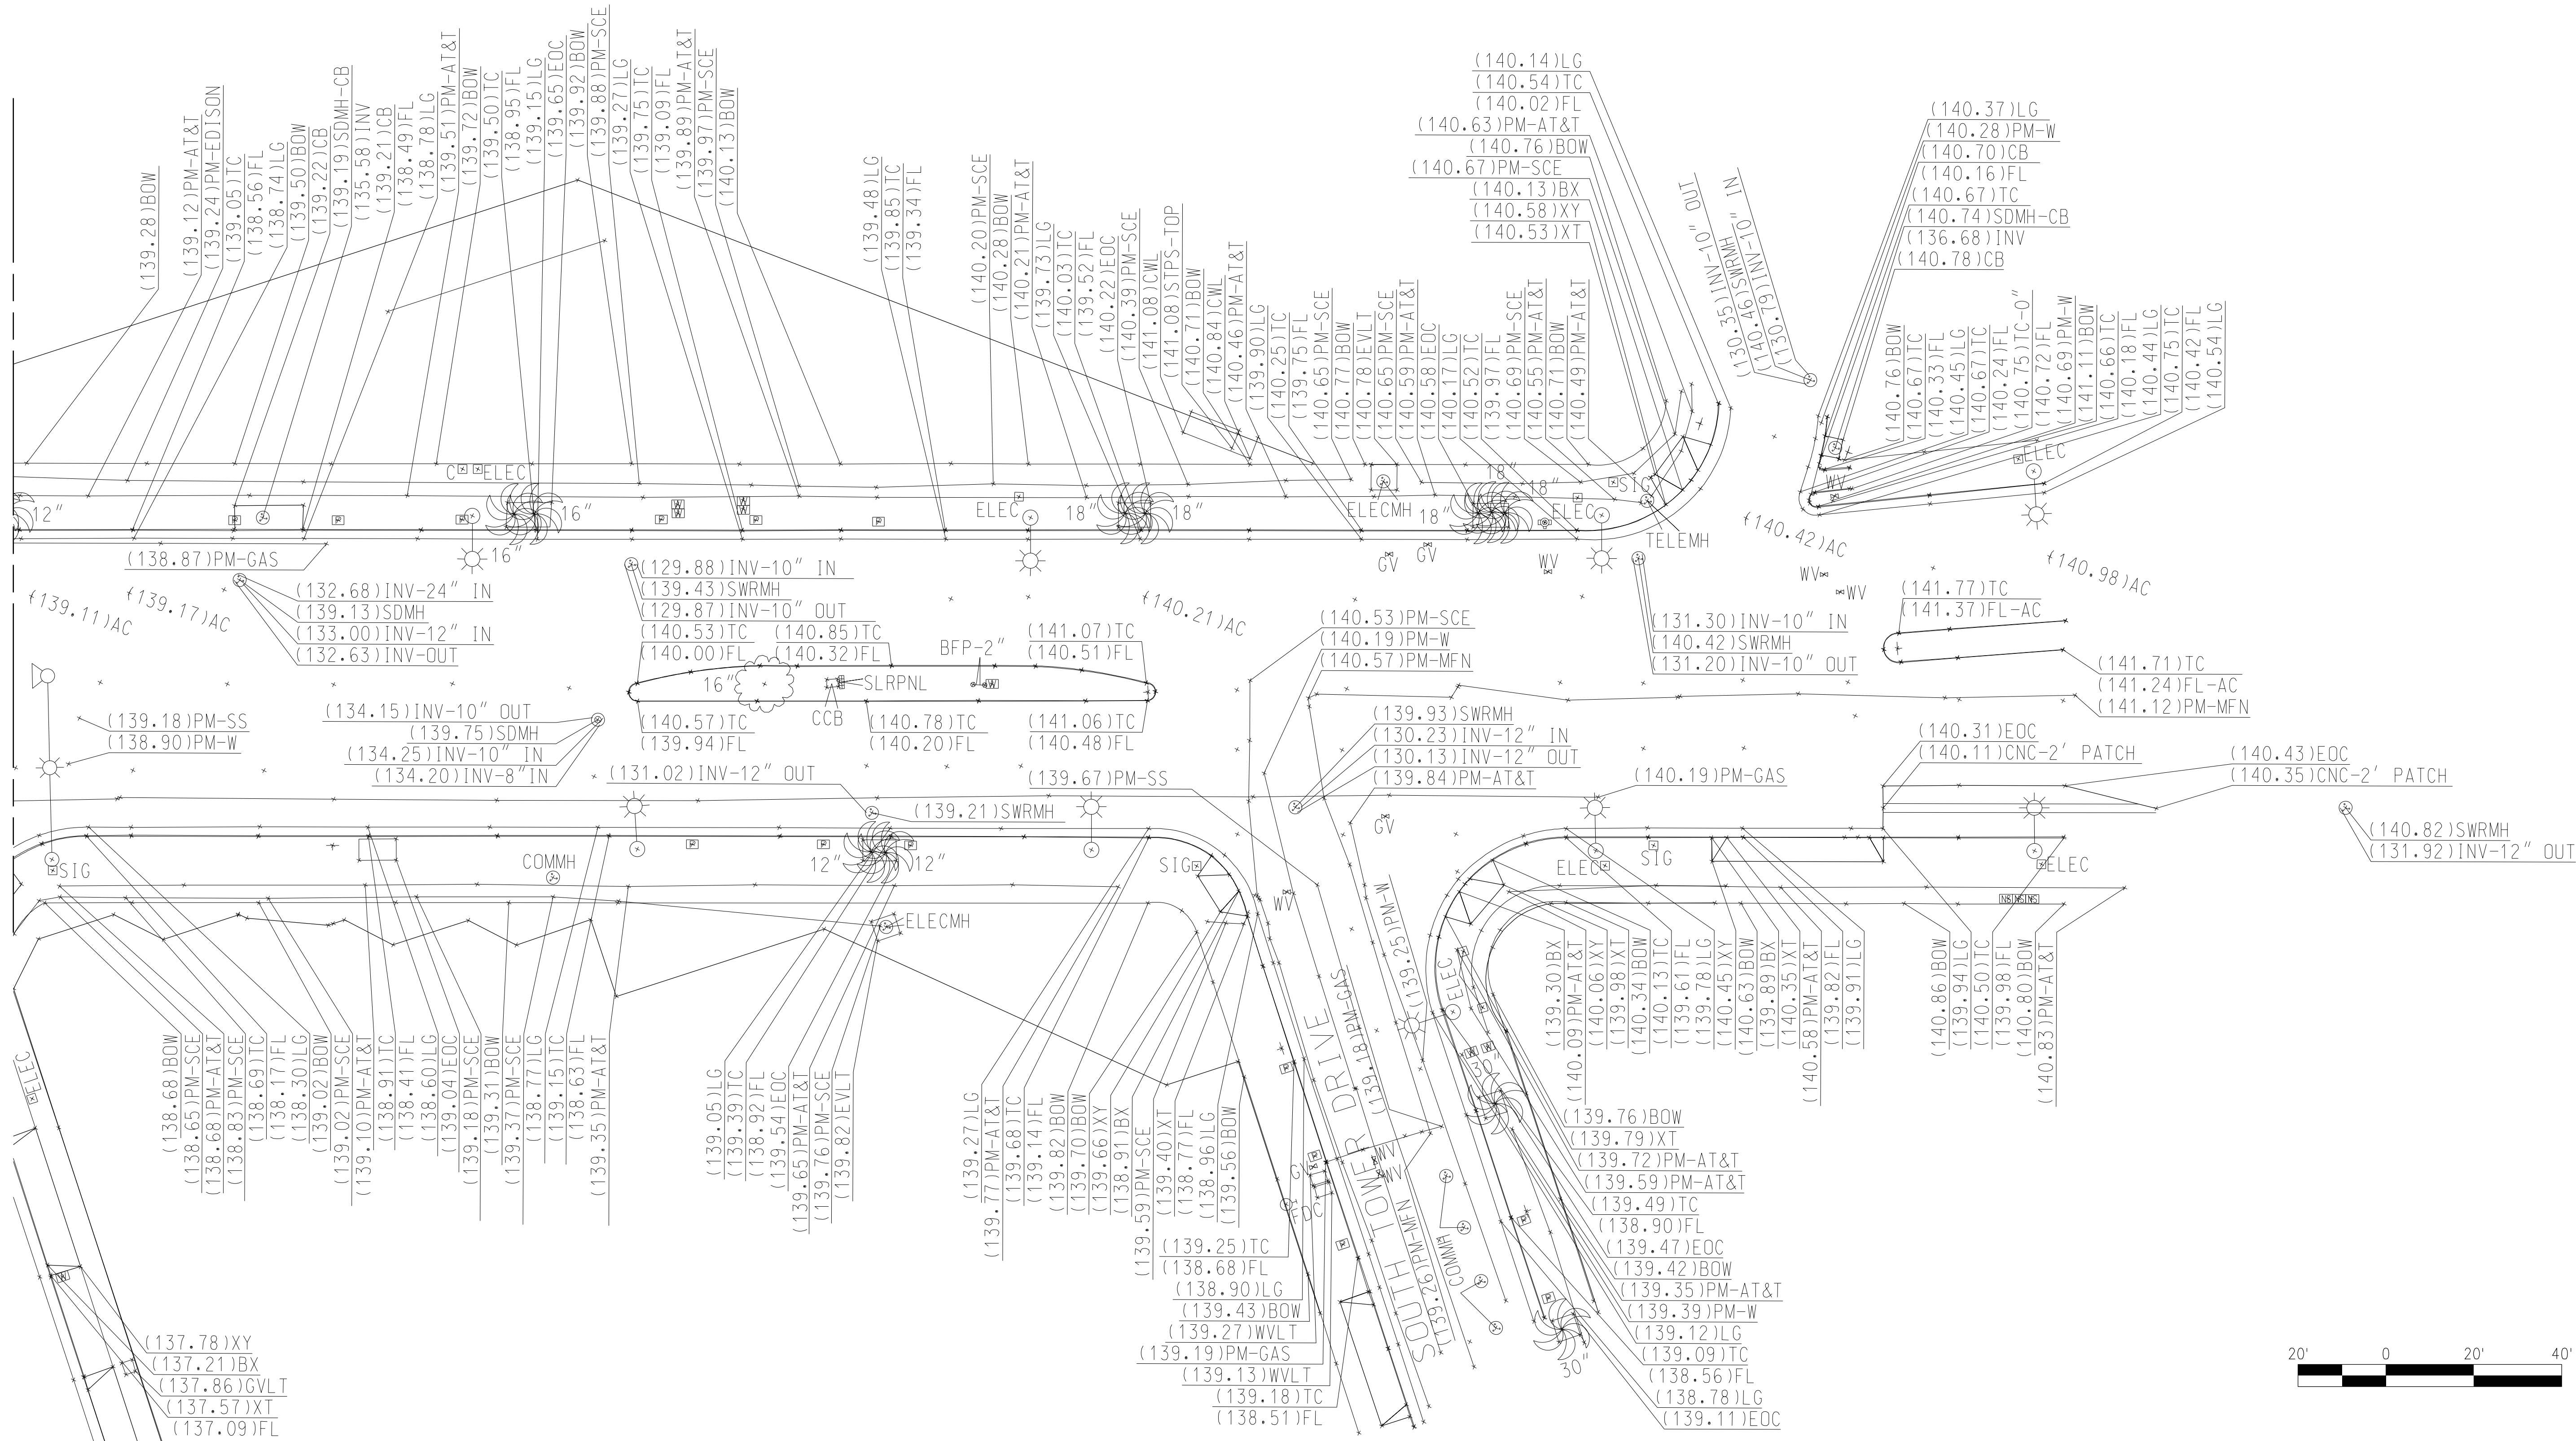 (139.28)BOW
(139.12)PM-AT&T
(139.24)PM-EDISON
(139.05)TC
(138.56)FL
(138.74)LG
(139.50)BOW
(139.22)CB
(139.19)SDMH-CB
(135.58)INV
(139.21)CB
(138.49)FL
(138.78)LG
(139.51)PM-AT&T
(139.72)BOW
(139.50)TC
(138.95)FL
(139.15)LG
(139.65)EOC
(139.92)BOW
(139.88)PM-SCE
(139.27)LG
(139.75)TC
(139.09)FL
(139.89)PM-AT&T
(139.97)PM-SCE
(140.13)BOW
(139.48)LG
(139.85)TC
(139.34)FL
(140.20)PM-SCE
(140.28)BOW
(140.21)PM-AT&T
(139.73)LG
(140.03)TC
(139.52)FL
(140.22)EOC
(140.39)PM-SCE
(141.08)CWL
(141.08)STPS-TOP
(140.71)BOW
(140.84)CWL
(140.46)PM-AT&T
(139.90)LG
(140.25)TC
(139.75)FL
(140.65)PM-SCE
(140.77)BOW
(140.78)EVLT
(140.65)PM-SCE
(140.59)PM-AT&T
(140.58)EOC
(140.17)LG
(140.52)TC
(139.97)FL
(140.69)PM-SCE
(140.55)PM-AT&T
(140.71)BOW
(140.49)PM-AT&T
(140.14)LG
(140.54)TC
(140.02)FL
(140.63)PM-AT&T
(140.76)BOW
(140.67)PM-SCE
(140.13)BX
(140.58)XY
(140.53)XT
(130.35)INV-10" OUT
(140.46)SWRMH
(130.79)INV-10" IN
(140.37)LG
(140.28)PM-W
(140.70)CB
(140.16)FL
(140.67)TC
(140.74)SDMH-CB
(136.68)INV
(140.78)CB
(140.76)BOW
(140.67)TC
(140.33)FL
(140.45)LG
(140.67)TC
(140.24)FL
(140.75)TC-0"
(140.72)FL
(140.69)PM-W
(141.11)BOW
(140.66)TC
(140.18)FL
(140.44)LG
(140.75)TC
(140.42)FL
(140.54)LG
C
ELEC
12"
16"
16"
W
W
W
W
P
P
P
P
P
P
ELEC
18"
18"
ELECMH
18"
18"
18"
ELEC
SIG
TELEMH
WV
ELEC
GV
GV
WV
WV
WV
(138.87)PM-GAS
(139.11)AC
(139.17)AC
(132.68)INV-24" IN
(139.13)SDMH
(133.00)INV-12" IN
(132.63)INV-OUT
(129.88)INV-10" IN
(139.43)SWRMH
(129.87)INV-10" OUT
(140.53)TC
(140.00)FL
(140.85)TC
(140.32)FL
BFP-2"
(141.07)TC
(140.51)FL
(140.21)AC
(140.42)AC
(140.98)AC
(140.53)PM-SCE
(140.19)PM-W
(140.57)PM-MFN
(131.30)INV-10" IN
(140.42)SWRMH
(131.20)INV-10" OUT
(141.77)TC
(141.37)FL-AC
(141.71)TC
(141.24)FL-AC
(141.12)PM-MFN
16"
SLRPNL
CCB
W
(139.18)PM-SS
(138.90)PM-W
(134.15)INV-10" OUT
(139.75)SDMH
(134.25)INV-10" IN
(134.20)INV-8"IN
(140.57)TC
(139.94)FL
(140.78)TC
(140.20)FL
(141.06)TC
(140.48)FL
(131.02)INV-12" OUT
(139.21)SWRMH
(139.67)PM-SS
(139.93)SWRMH
(130.23)INV-12" IN
(130.13)INV-12" OUT
(139.84)PM-AT&T
(140.19)PM-GAS
(140.31)EOC
(140.11)CNC-2' PATCH
(140.43)EOC
(140.35)CNC-2' PATCH
(140.82)SWRMH
(131.92)INV-12" OUT
SIG
COMMH
P
P
P
12"
12"
ELECMH
SIG
WV
GV
ELEC
SIG
ELEC
NS
NS
NS
(138.68)BOW
(138.65)PM-SCE
(138.68)PM-AT&T
(138.83)PM-SCE
(138.69)TC
(138.17)FL
(138.30)LG
(139.02)BOW
(139.02)PM-SCE
(139.10)PM-AT&T
(138.91)TC
(138.41)FL
(138.60)LG
(139.04)EOC
(139.18)PM-SCE
(139.31)BOW
(139.37)PM-SCE
(138.77)LG
(139.15)TC
(138.63)FL
(139.35)PM-AT&T
(139.05)LG
(139.39)TC
(138.92)FL
(139.54)EOC
(139.65)PM-AT&T
(139.76)PM-SCE
(139.82)EVLT
(139.27)LG
(139.77)PM-AT&T
(139.68)TC
(139.14)FL
(139.82)BOW
(139.70)BOW
(139.66)XY
(138.91)BX
(139.59)PM-SCE
(139.40)XT
(138.77)FL
(138.96)LG
(139.56)BOW
(139.30)BX
(140.09)PM-AT&T
(140.06)XY
(139.98)XT
(140.34)BOW
(140.13)TC
(139.61)FL
(139.78)LG
(140.45)XY
(140.63)BOW
(139.89)BX
(140.35)XT
(140.58)PM-AT&T
(139.82)FL
(139.91)LG
(140.86)BOW
(139.94)LG
(140.50)TC
(139.98)FL
(140.80)BOW
(140.83)PM-AT&T
(139.25)PM-W
(139.18)PM-GAS
SOUTH TOWER DRIVE
(139.26)PM-MFN
ELEC
P
P
P
P
W
W
30"
GV
WV
WV
FDC
COMMH
P
P
30"
(139.25)TC
(138.68)FL
(138.90)LG
(139.43)BOW
(139.27)WVLT
(139.19)PM-GAS
(139.13)WVLT
(139.18)TC
(138.51)FL
(139.76)BOW
(139.79)XT
(139.72)PM-AT&T
(139.59)PM-AT&T
(139.49)TC
(138.90)FL
(139.47)EOC
(139.42)BOW
(139.35)PM-AT&T
(139.39)PM-W
(139.12)LG
(139.09)TC
(138.56)FL
(138.78)LG
(139.11)EOC
ELEC
W
(137.78)XY
(137.21)BX
(137.86)GVLT
(137.57)XT
(137.09)FL
20' 0 20' 40'